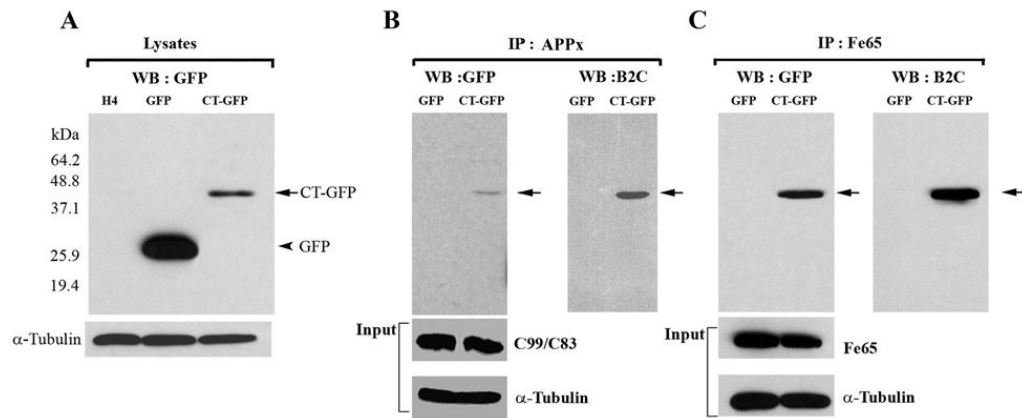 A
Lysates
WB : GFP
H4 GFP CT-GFP
kDa
64.2
48.8
37.1
25.9
19.4
CT-GFP
GFP
α-Tubulin
B
IP : APPx
WB :GFP WB :B2C
GFP CT-GFP GFP CT-GFP
Input
C99/C83
α-Tubulin
C
IP : Fe65
WB : GFP WB : B2C
GFP CT-GFP GFP CT-GFP
Input
Fe65
α-Tubulin